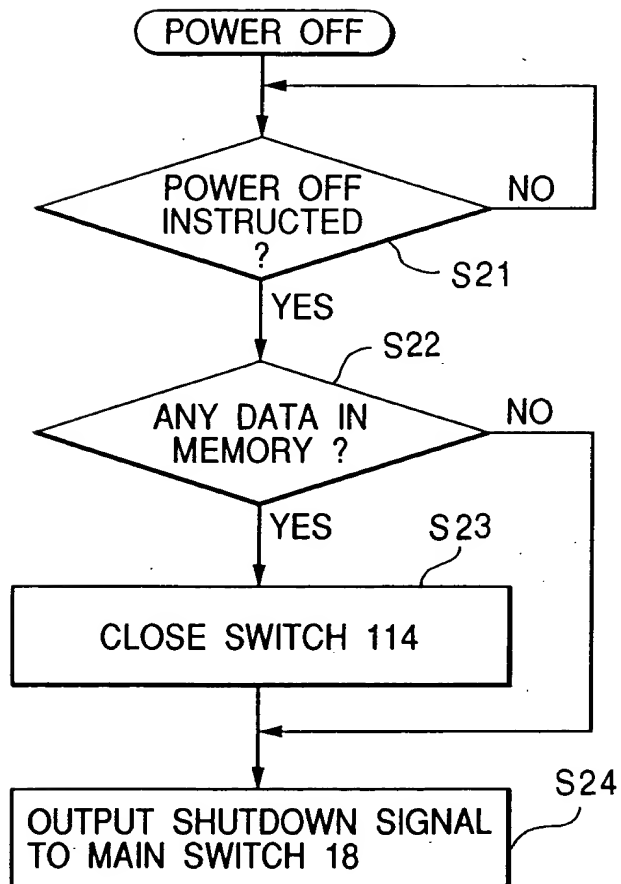 POWER OFF
POWER OFF
INSTRUCTED
?
NO
S21
YES
S22
ANY DATA IN
MEMORY ?
NO
YES
S23
CLOSE SWITCH 114
S24
OUTPUT SHUTDOWN SIGNAL
TO MAIN SWITCH 18